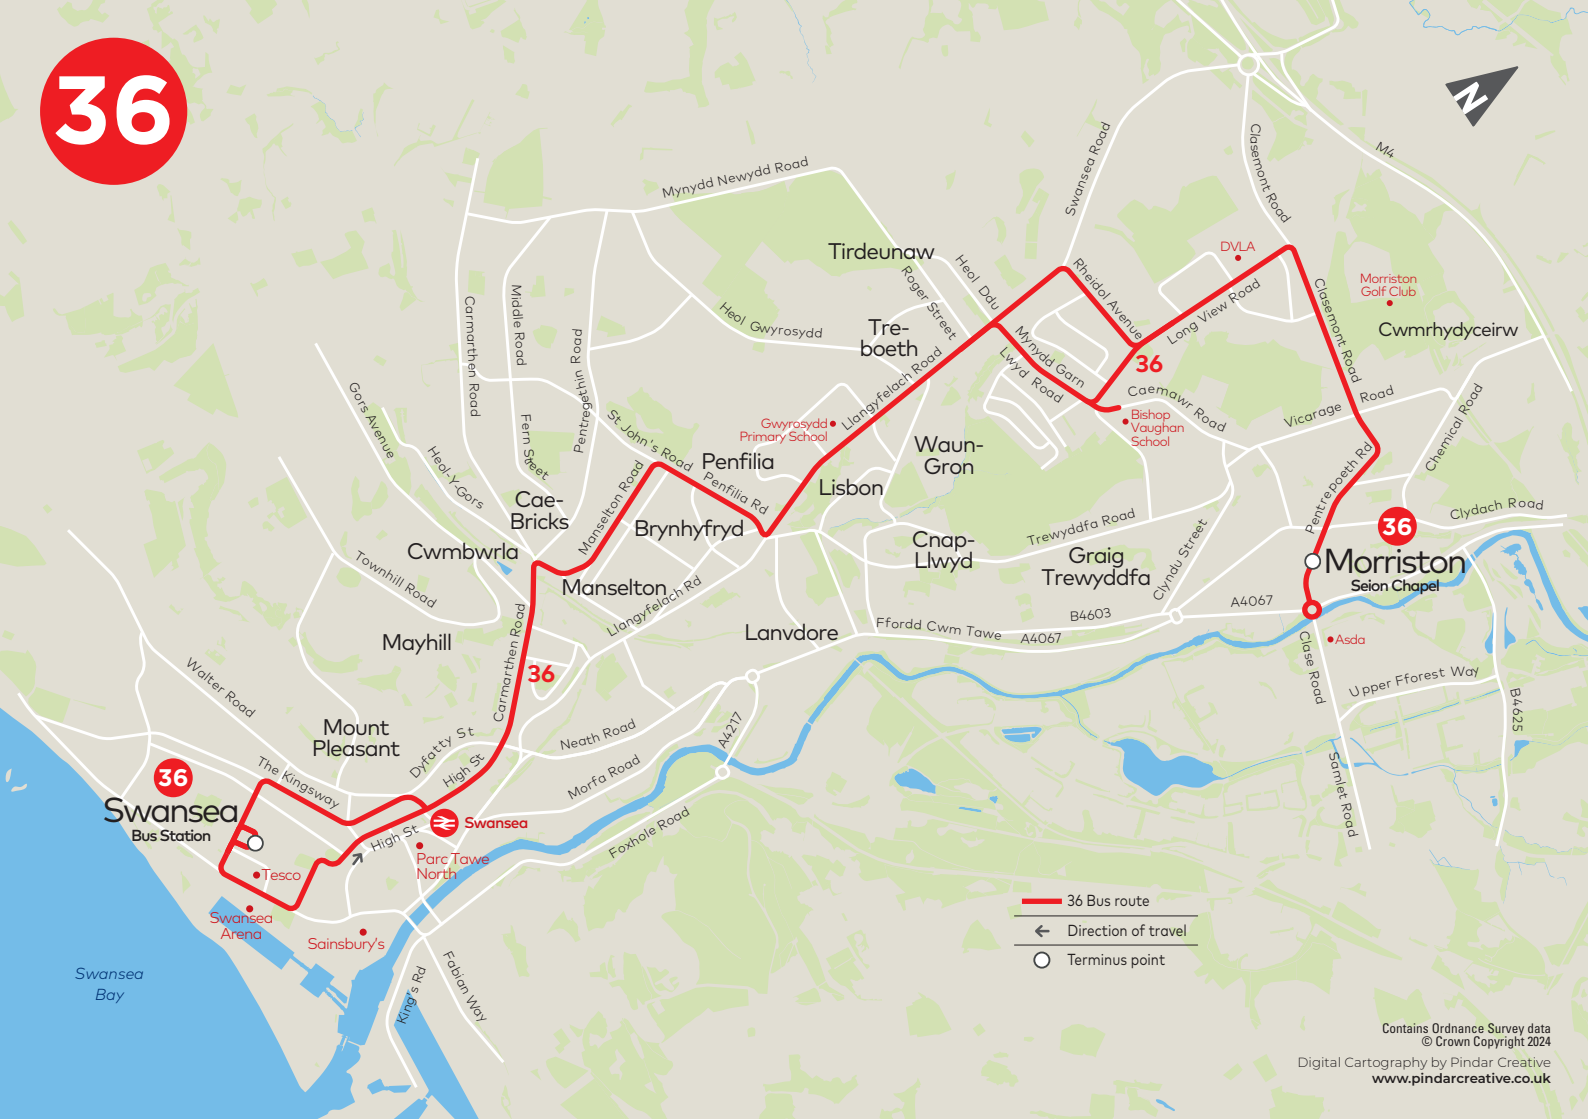 36
N
M4
Mynydd Newydd Road
Swansea Road
Clasemont Road
Tirdeunaw
Heol Ddu
Roger Street
Rheidol Avenue
DVLA
Long View Road
Clasemont Road
Morriston
Golf Club
Cwmrhydyceirw
Carmarthen Road
Middle Road
Pentregethin Road
Heol Gwyrosydd
Tre-
boeth
Llangyfelach Road
Mynydd Garn
Lwyd Road
36
Caemawr Road
Bishop
Vaughan
School
Vicarage Road
Chemical Road
Gors Avenue
Heol-Y-Gors
Fern Street
St John's Road
Gwyrosydd
Primary School
Penfilia
Penfilia Rd
Manselton Road
Waun-
Gron
Lisbon
Cae-
Bricks
Brynhyfryd
Pentrepoeth Rd
Clydach Road
36
Morriston
Seion Chapel
Cwmbwrla
Townhill Road
Manselton
Llangyfelach Rd
Cnap-
Llwyd
Trewyddfa Road
Graig
Trewyddfa
Clyndu Street
Mayhill
Carmarthen Road
Lanvdore
Ffordd Cwm Tawe
A4067
B4603
A4067
Asda
Clase Road
Upper Fforest Way
B4625
Samlet Road
Walter Road
36
Mount
Pleasant
Dyfatty St
High St
Neath Road
Morfa Road
A4217
Foxhole Road
36
Swansea
Bus Station
The Kingsway
High St
Swansea
Parc Tawe
North
Tesco
Swansea
Arena
Sainsbury's
Swansea
Bay
King's Rd
Fabian Way
36 Bus route
Direction of travel
Terminus point
Contains Ordnance Survey data
© Crown Copyright 2024
Digital Cartography by Pindar Creative
www.pindarcreative.co.uk